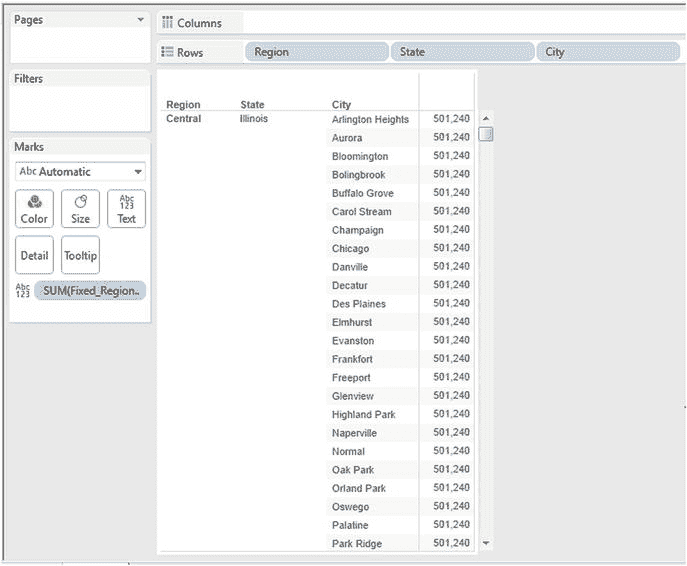 Pages
Columns
Rows Region State City
Filters
Marks
Abc Automatic
Color Size Abc 123 Text
Detail Tooltip
Abc 123 SUM(Fixed_Region..
Region State City
Central Illinois Arlington Heights 501,240
Aurora 501,240
Bloomington 501,240
Bolingbrook 501,240
Buffalo Grove 501,240
Carol Stream 501,240
Champaign 501,240
Chicago 501,240
Danville 501,240
Decatur 501,240
Des Plaines 501,240
Elmhurst 501,240
Evanston 501,240
Frankfort 501,240
Freeport 501,240
Glenview 501,240
Highland Park 501,240
Naperville 501,240
Normal 501,240
Oak Park 501,240
Orland Park 501,240
Oswego 501,240
Palatine 501,240
Park Ridge 501,240